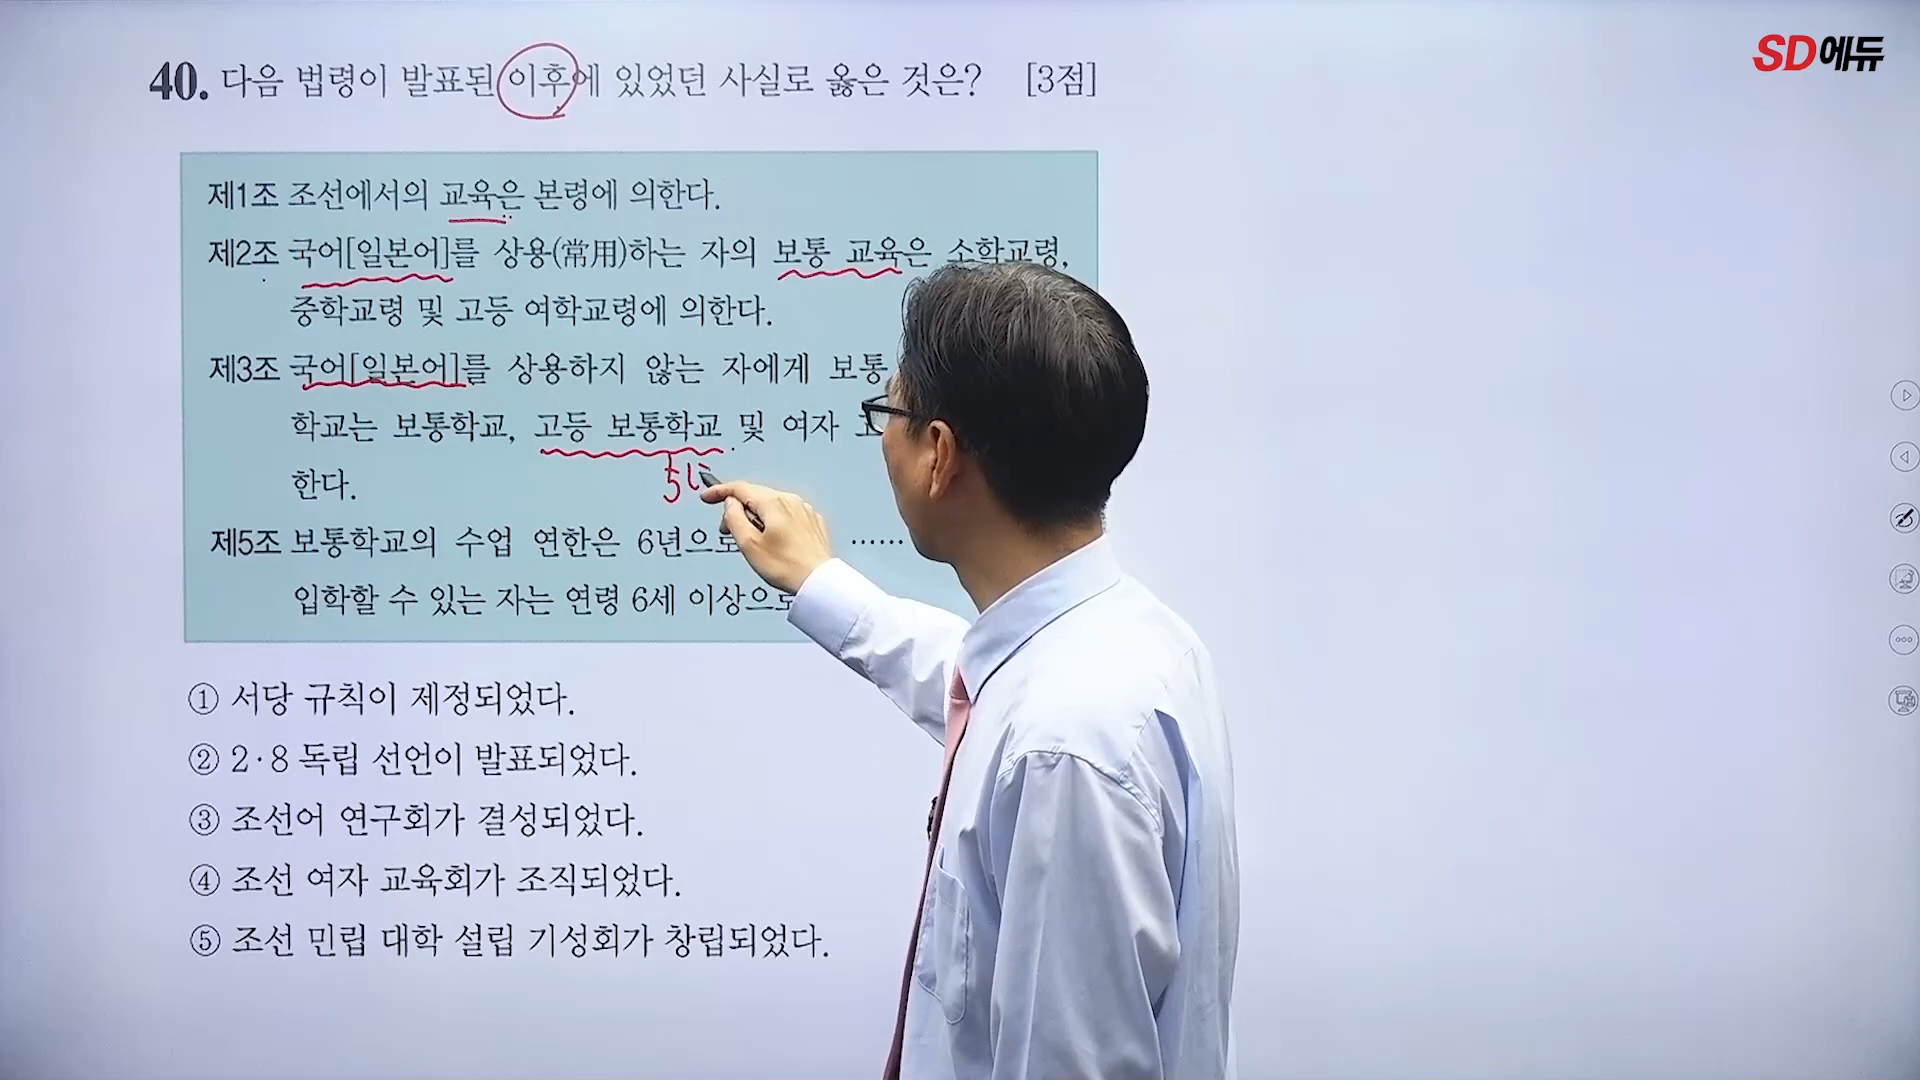 SD에듀
40. 다음 법령이 발표된 이후에 있었던 사실로 옳은 것은? [3점]
제1조 조선에서의 교육은 본령에 의한다.
제2조 국어[일본어]를 상용(常用)하는 자의 보통 교육은 소학교령,
중학교령 및 고등 여학교령에 의한다.
제3조 국어[일본어]를 상용하지 않는 자에게 보통
학교는 보통학교, 고등 보통학교 및 여자
한다.
5
제5조 보통학교의 수업 연한은 6년으로 ……
입학할 수 있는 자는 연령 6세 이상으로
① 서당 규칙이 제정되었다.
② 2·8 독립 선언이 발표되었다.
③ 조선어 연구회가 결성되었다.
④ 조선 여자 교육회가 조직되었다.
⑤ 조선 민립 대학 설립 기성회가 창립되었다.